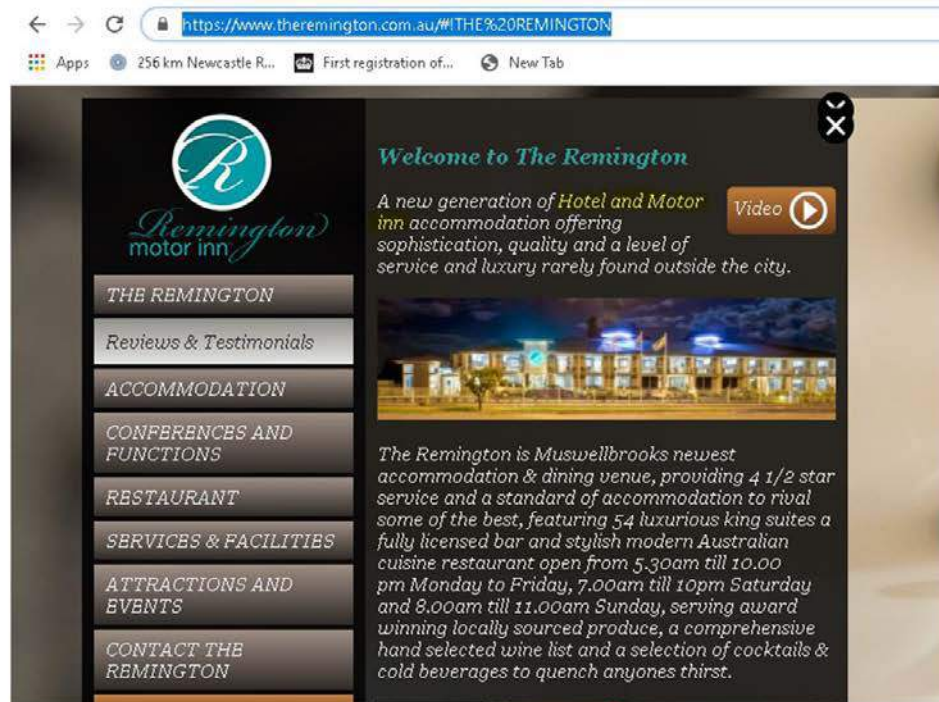 https://www.theremington.com.au/#!THE%20REMINGTON
Apps 256 km Newcastle R... First registration of... New Tab
R
Remington
motor inn
THE REMINGTON
Reviews & Testimonials
ACCOMMODATION
CONFERENCES AND
FUNCTIONS
RESTAURANT
SERVICES & FACILITIES
ATTRACTIONS AND
EVENTS
CONTACT THE
REMINGTON
Welcome to The Remington
A new generation of Hotel and Motor
inn accommodation offering
sophistication, quality and a level of
service and luxury rarely found outside the city.
Video
The Remington is Muswellbrooks newest
accommodation & dining venue, providing 4 1/2 star
service and a standard of accommodation to rival
some of the best, featuring 54 luxurious king suites a
fully licensed bar and stylish modern Australian
cuisine restaurant open from 5.30am till 10.00
pm Monday to Friday, 7.00am till 10pm Saturday
and 8.00am till 11.00am Sunday, serving award
winning locally sourced produce, a comprehensive
hand selected wine list and a selection of cocktails &
cold beverages to quench anyones thirst.